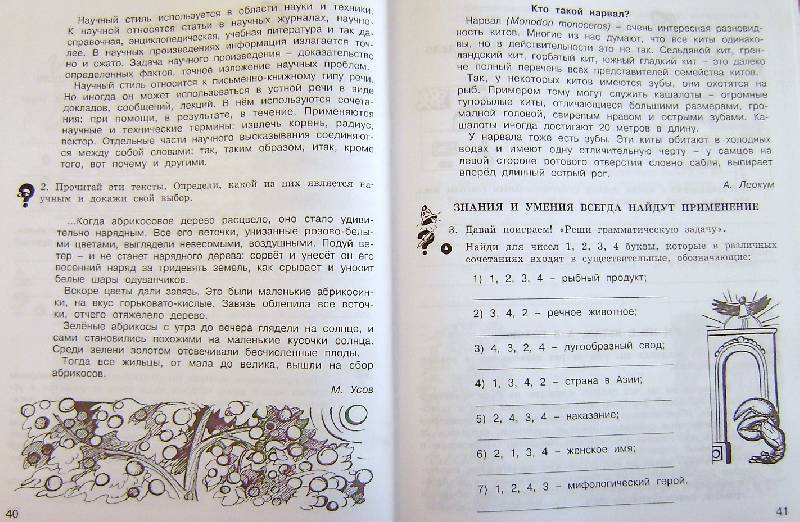 Научный стиль используется в области науки и техники.
К научной относятся статьи в научных журналах, научно-
справочная, энциклопедическая, учебная литература и так да-
лее. В научных произведениях информация излагается точ-
но и сжато. Задача научного произведения – доказательство
определенных фактов, точное изложение научных проблем.
Научный стиль относится к письменно-книжному типу речи.
Но иногда он может использоваться в устной речи в виде
докладов, сообщений, лекций. В нём используются сочета-
ния: при помощи, в результате, в течение. Применяются
научные и технические термины: извлечь корень, радиус,
вектор. Отдельные части научного высказывания соединяют-
ся между собой словами: так, таким образом, итак, кроме
того, вот почему и другими.
2. Прочитай эти тексты. Определи, какой из них является на-
учным и докажи свой выбор.
...Когда абрикосовое дерево расцвело, оно стало удиви-
тельно нарядным. Все его веточки, унизанные розово-белы-
ми цветами, выглядели невесомыми, воздушными. Подуй ве-
тер – и не станет нарядного дерева: сорвёт и унесёт он его
весенний наряд за тридевять земель, как срывает и уносит
белые шары одуванчиков.
Вскоре цветы дали завязь. Это были маленькие абрикосин-
ки, на вкус горьковато-кислые. Завязь облепила все веточ-
ки, отчего отяжелело дерево.
Зелёные абрикосы с утра до вечера глядели на солнце, и
сами становились похожими на маленькие кусочки солнца.
Среди зелени золотом отсвечивали бесчисленные плоды.
Тогда все жильцы, от мала до велика, вышли на сбор
абрикосов.
М. Усов
40
Кто такой нарвал?
Нарвал (Monodon monoceros) – очень интересная разновид-
ность китов. Многие из нас думают, что все киты одинако-
вы, но в действительности это не так. Сельдяной кит, грен-
ландский кит, горбатый кит, южный гладкий кит – это далеко
не полный перечень всех представителей семейства китов.
Так, у некоторых китов имеются зубы, они охотятся на
рыб. Примером тому могут служить кашалоты – огромные
тупорылые киты, отличающиеся большими размерами, гро-
мадной головой, свирепым нравом и острыми зубами. Ка-
шалоты иногда достигают 20 метров в длину.
У нарвала тоже есть зубы. Эти киты обитают в холодных
водах и имеют одну отличительную черту – у самцов на
левой стороне ротового отверстия словно сабля, выпирает
вперёд длинный острый рог.
А. Леокум
ЗНАНИЯ И УМЕНИЯ ВСЕГДА НАЙДУТ ПРИМЕНЕНИЕ
3. Давай поиграем! «Реши грамматическую задачу».
Найди для чисел 1, 2, 3, 4 буквы, которые в различных
сочетаниях входят в существительные, обозначающие:
1) 1, 2, 3, 4 – рыбный продукт;
2) 3, 4, 2 – речное животное;
3) 4, 3, 2, 4 – дугообразный свод;
4) 1, 3, 4, 2 – страна в Азии;
5) 2, 4, 3, 4 – наказание;
6) 2, 1, 3, 4 – женское имя;
7) 1, 2, 4, 3 – мифологический герой.
41